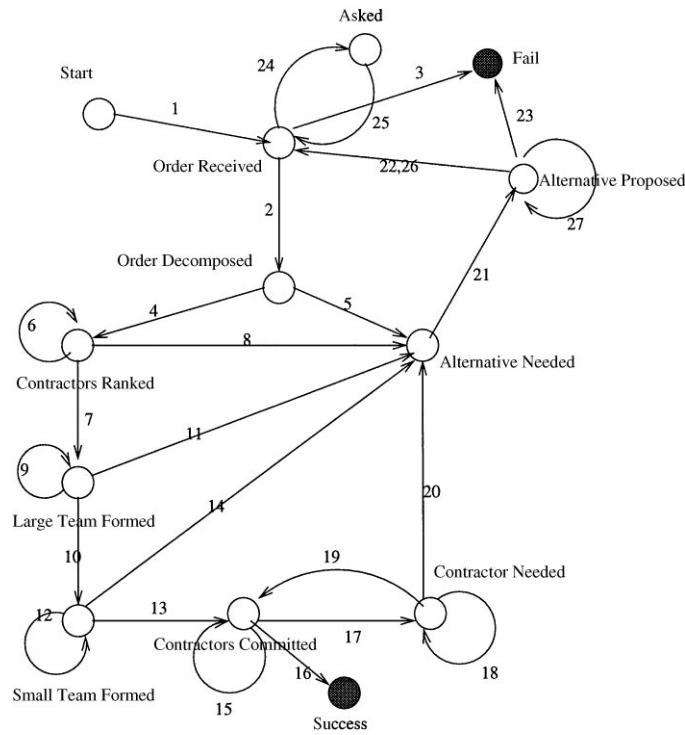 Asked
Start
24
3
Fail
1
25
23
Order Received
22,26
Alternative Proposed
2
27
Order Decomposed
21
4
5
6
8
Contractors Ranked
Alternative Needed
7
11
9
14
20
Large Team Formed
10
19
Contractor Needed
12
13
Contractors Committed
17
16
18
Small Team Formed
15
Success